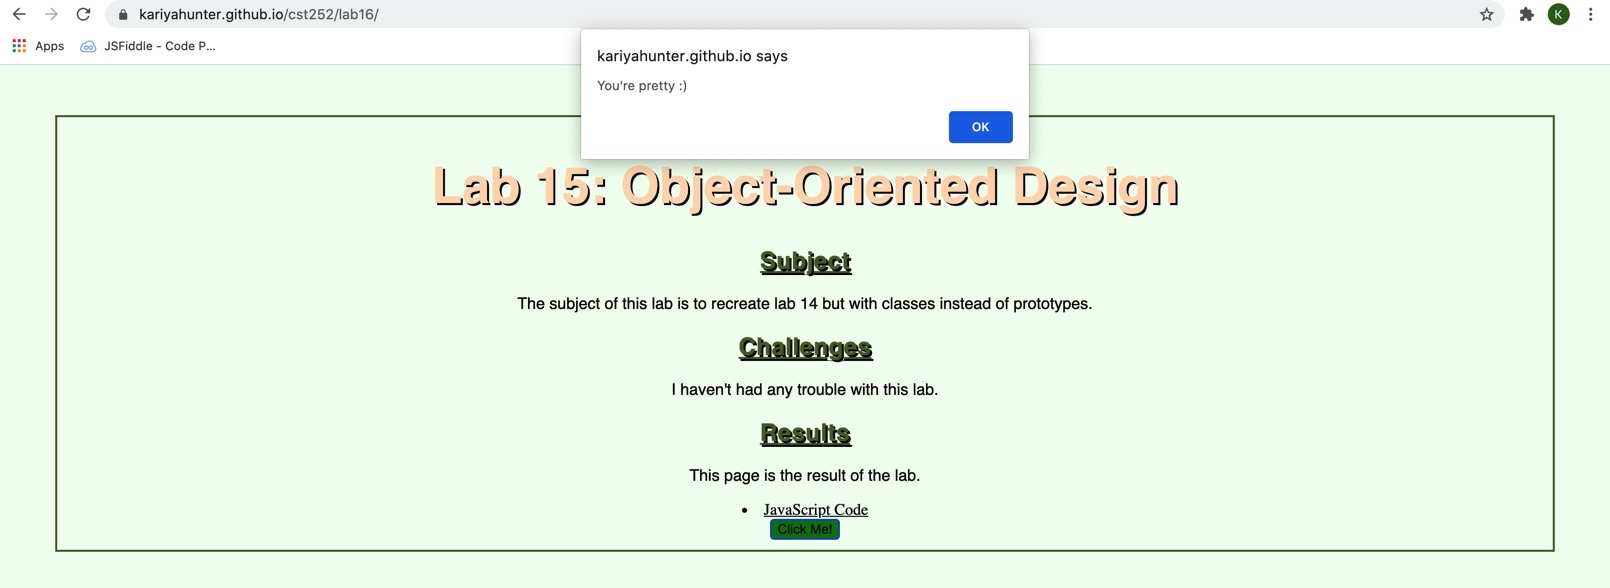 kariyahunter.github.io/cst252/lab16/
K
Apps JSFiddle - Code P...
kariyahunter.github.io says
You're pretty :)
OK
Lab 15: Object-Oriented Design
Subject
The subject of this lab is to recreate lab 14 but with classes instead of prototypes.
Challenges
I haven't had any trouble with this lab.
Results
This page is the result of the lab.
• JavaScript Code
Click Me!